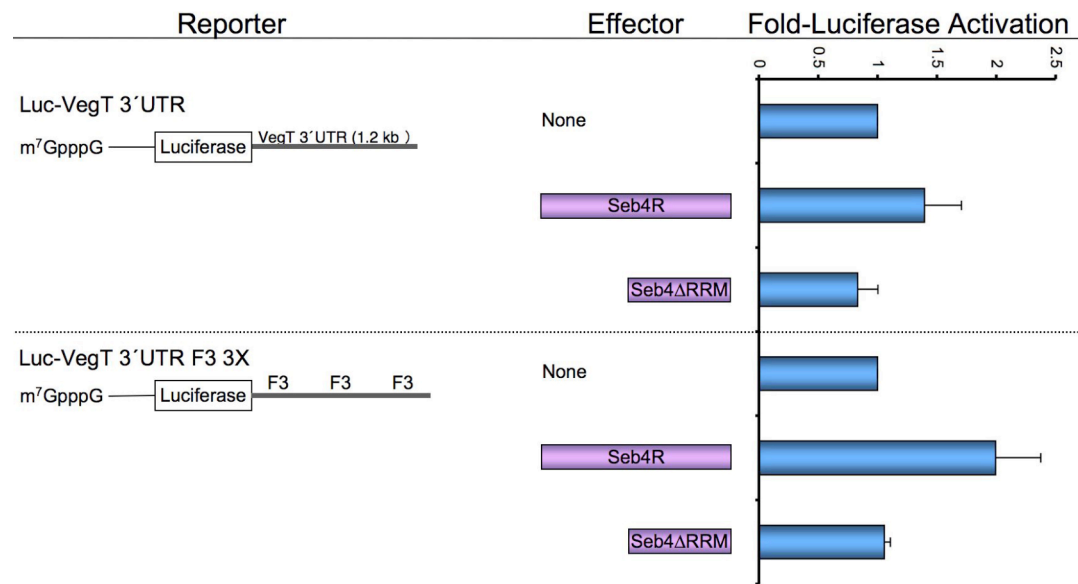 Reporter Effector Fold-Luciferase Activation
0 0.5 1 1.5 2 2.5
Luc-VegT 3´UTR
m⁷GpppG Luciferase VegT 3´UTR (1.2 kb )
None
Seb4R
Seb4ΔRRM
Luc-VegT 3´UTR F3 3X
m⁷GpppG Luciferase F3 F3 F3
None
Seb4R
Seb4ΔRRM